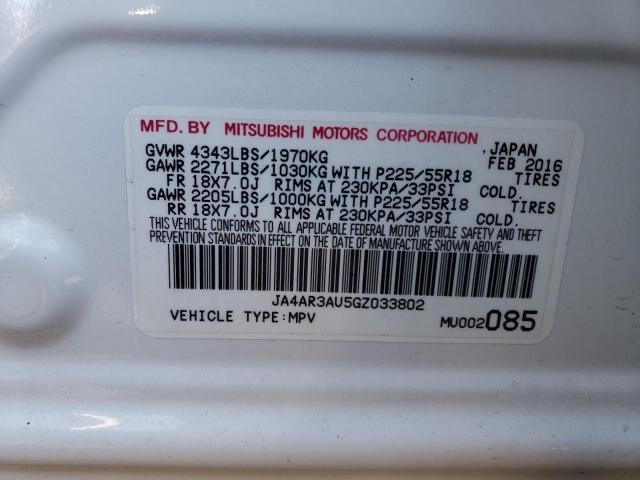 MFD. BY MITSUBISHI MOTORS CORPORATION
GVWR 4343LBS/1970KG JAPAN FEB 2016
GAWR 2271LBS/1030KG WITH P225/55R18 TIRES
FR 18X7.0J RIMS AT 230KPA/33PSI COLD.
GAWR 2205LBS/1000KG WITH P225/55R18 TIRES
RR 18X7.0J RIMS AT 230KPA/33PSI COLD.
THIS VEHICLE CONFORMS TO ALL APPLICABLE FEDERAL MOTOR VEHICLE SAFETY AND THEFT
PREVENTION STANDARDS IN EFFECT ON THE DATE OF MANUFACTURE SHOWN ABOVE.
JA4AR3AU5GZ033802
VEHICLE TYPE:MPV MU002085